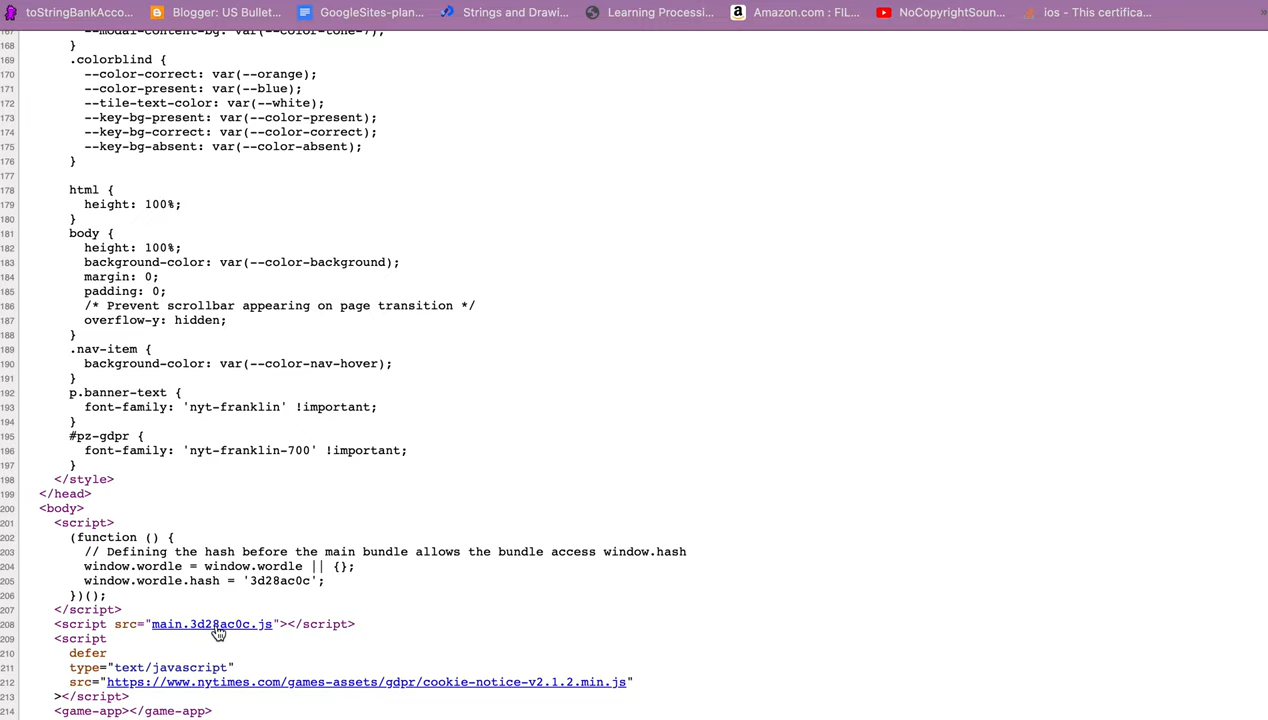 toStringBankAcco... Blogger: US Bullet... GoogleSites-plan... Strings and Drawi... Learning Processi... Amazon.com : FIL... NoCopyrightSoun... ios - This certifica... »
167 --modal-content-bg: var(--color-tone-7);
168 }
169 .colorblind {
170 --color-correct: var(--orange);
171 --color-present: var(--blue);
172 --tile-text-color: var(--white);
173 --key-bg-present: var(--color-present);
174 --key-bg-correct: var(--color-correct);
175 --key-bg-absent: var(--color-absent);
176 }
177
178 html {
179 height: 100%;
180 }
181 body {
182 height: 100%;
183 background-color: var(--color-background);
184 margin: 0;
185 padding: 0;
186 /* Prevent scrollbar appearing on page transition */
187 overflow-y: hidden;
188 }
189 .nav-item {
190 background-color: var(--color-nav-hover);
191 }
192 p.banner-text {
193 font-family: 'nyt-franklin' !important;
194 }
195 #pz-gdpr {
196 font-family: 'nyt-franklin-700' !important;
197 }
198 </style>
199 </head>
200 <body>
201 <script>
202 (function () {
203 // Defining the hash before the main bundle allows the bundle access window.hash
204 window.wordle = window.wordle || {};
205 window.wordle.hash = '3d28ac0c';
206 })();
207 </script>
208 <script src="main.3d28ac0c.js"></script>
209 <script
210 defer
211 type="text/javascript"
212 src="https://www.nytimes.com/games-assets/gdpr/cookie-notice-v2.1.2.min.js"
213 ></script>
214 <game-app></game-app>